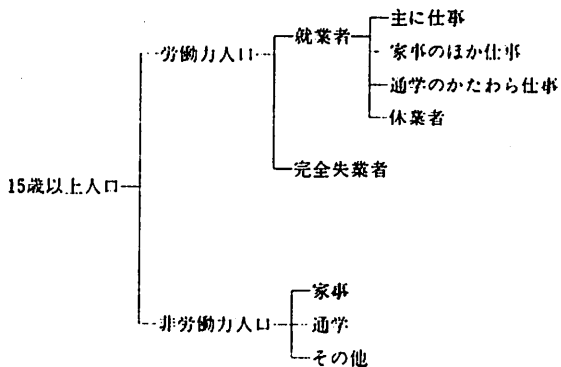 主に仕事
労働力人口
就業者
家事のほか仕事
通学のかたわら仕事
休業者
完全失業者
15歳以上人口
家事
非労働力人口
通学
その他